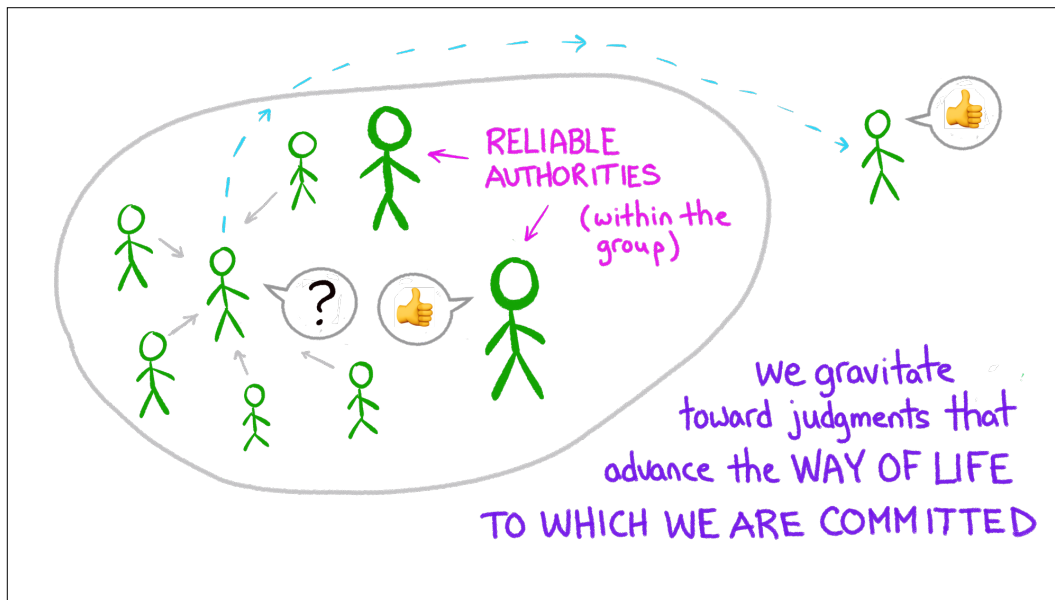 RELIABLE
AUTHORITIES
(within the
group)
?
we gravitate
toward judgments that
advance the WAY OF LIFE
TO WHICH WE ARE COMMITTED